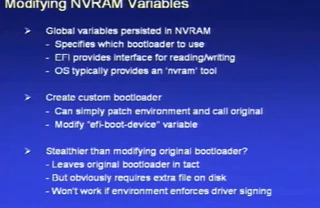 Modifying NVRAM Variables
➤ Global variables persisted in NVRAM
- Specifies which bootloader to use
- EFI provides interface for reading/writing
- OS typically provides an 'nvram' tool
➤ Create custom bootloader
- Can simply patch environment and call original
- Modify "efi-boot-device" variable
➤ Stealthier than modifying original bootloader?
- Leaves original bootloader in tact
- But obviously requires extra file on disk
- Won't work if environment enforces driver signing